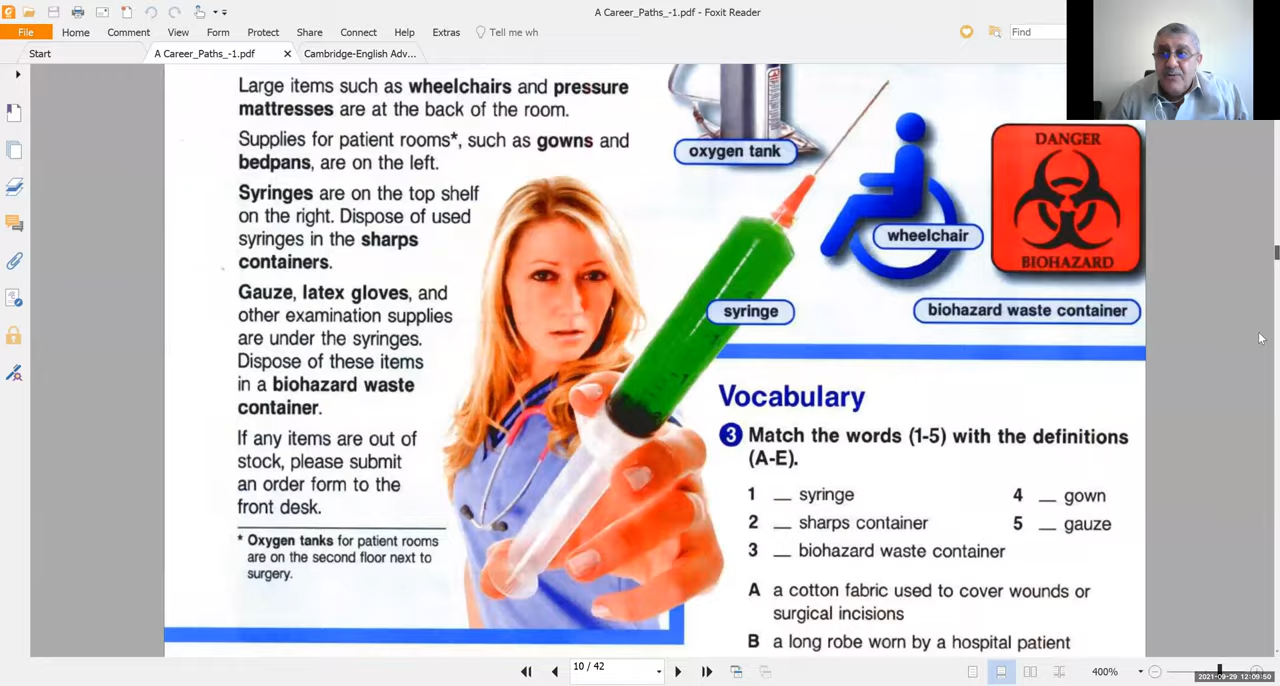 A Career_Paths_-1.pdf - Foxit Reader
File Home Comment View Form Protect Share Connect Help Extras Tell me wh Find
Start A Career_Paths_-1.pdf Cambridge-English Adv...
Large items such as wheelchairs and pressure
mattresses are at the back of the room.
Supplies for patient rooms*, such as gowns and
bedpans, are on the left.
Syringes are on the top shelf
on the right. Dispose of used
syringes in the sharps
containers.
Gauze, latex gloves, and
other examination supplies
are under the syringes.
Dispose of these items
in a biohazard waste
container.
If any items are out of
stock, please submit
an order form to the
front desk.
* Oxygen tanks for patient rooms
are on the second floor next to
surgery.
oxygen tank
wheelchair
DANGER
BIOHAZARD
syringe
biohazard waste container
Vocabulary
3 Match the words (1-5) with the definitions
(A-E).
1 __ syringe
2 __ sharps container
3 __ biohazard waste container
4 __ gown
5 __ gauze
A a cotton fabric used to cover wounds or
surgical incisions
B a long robe worn by a hospital patient
10 / 42
400%
2021-09-29 12:09:50